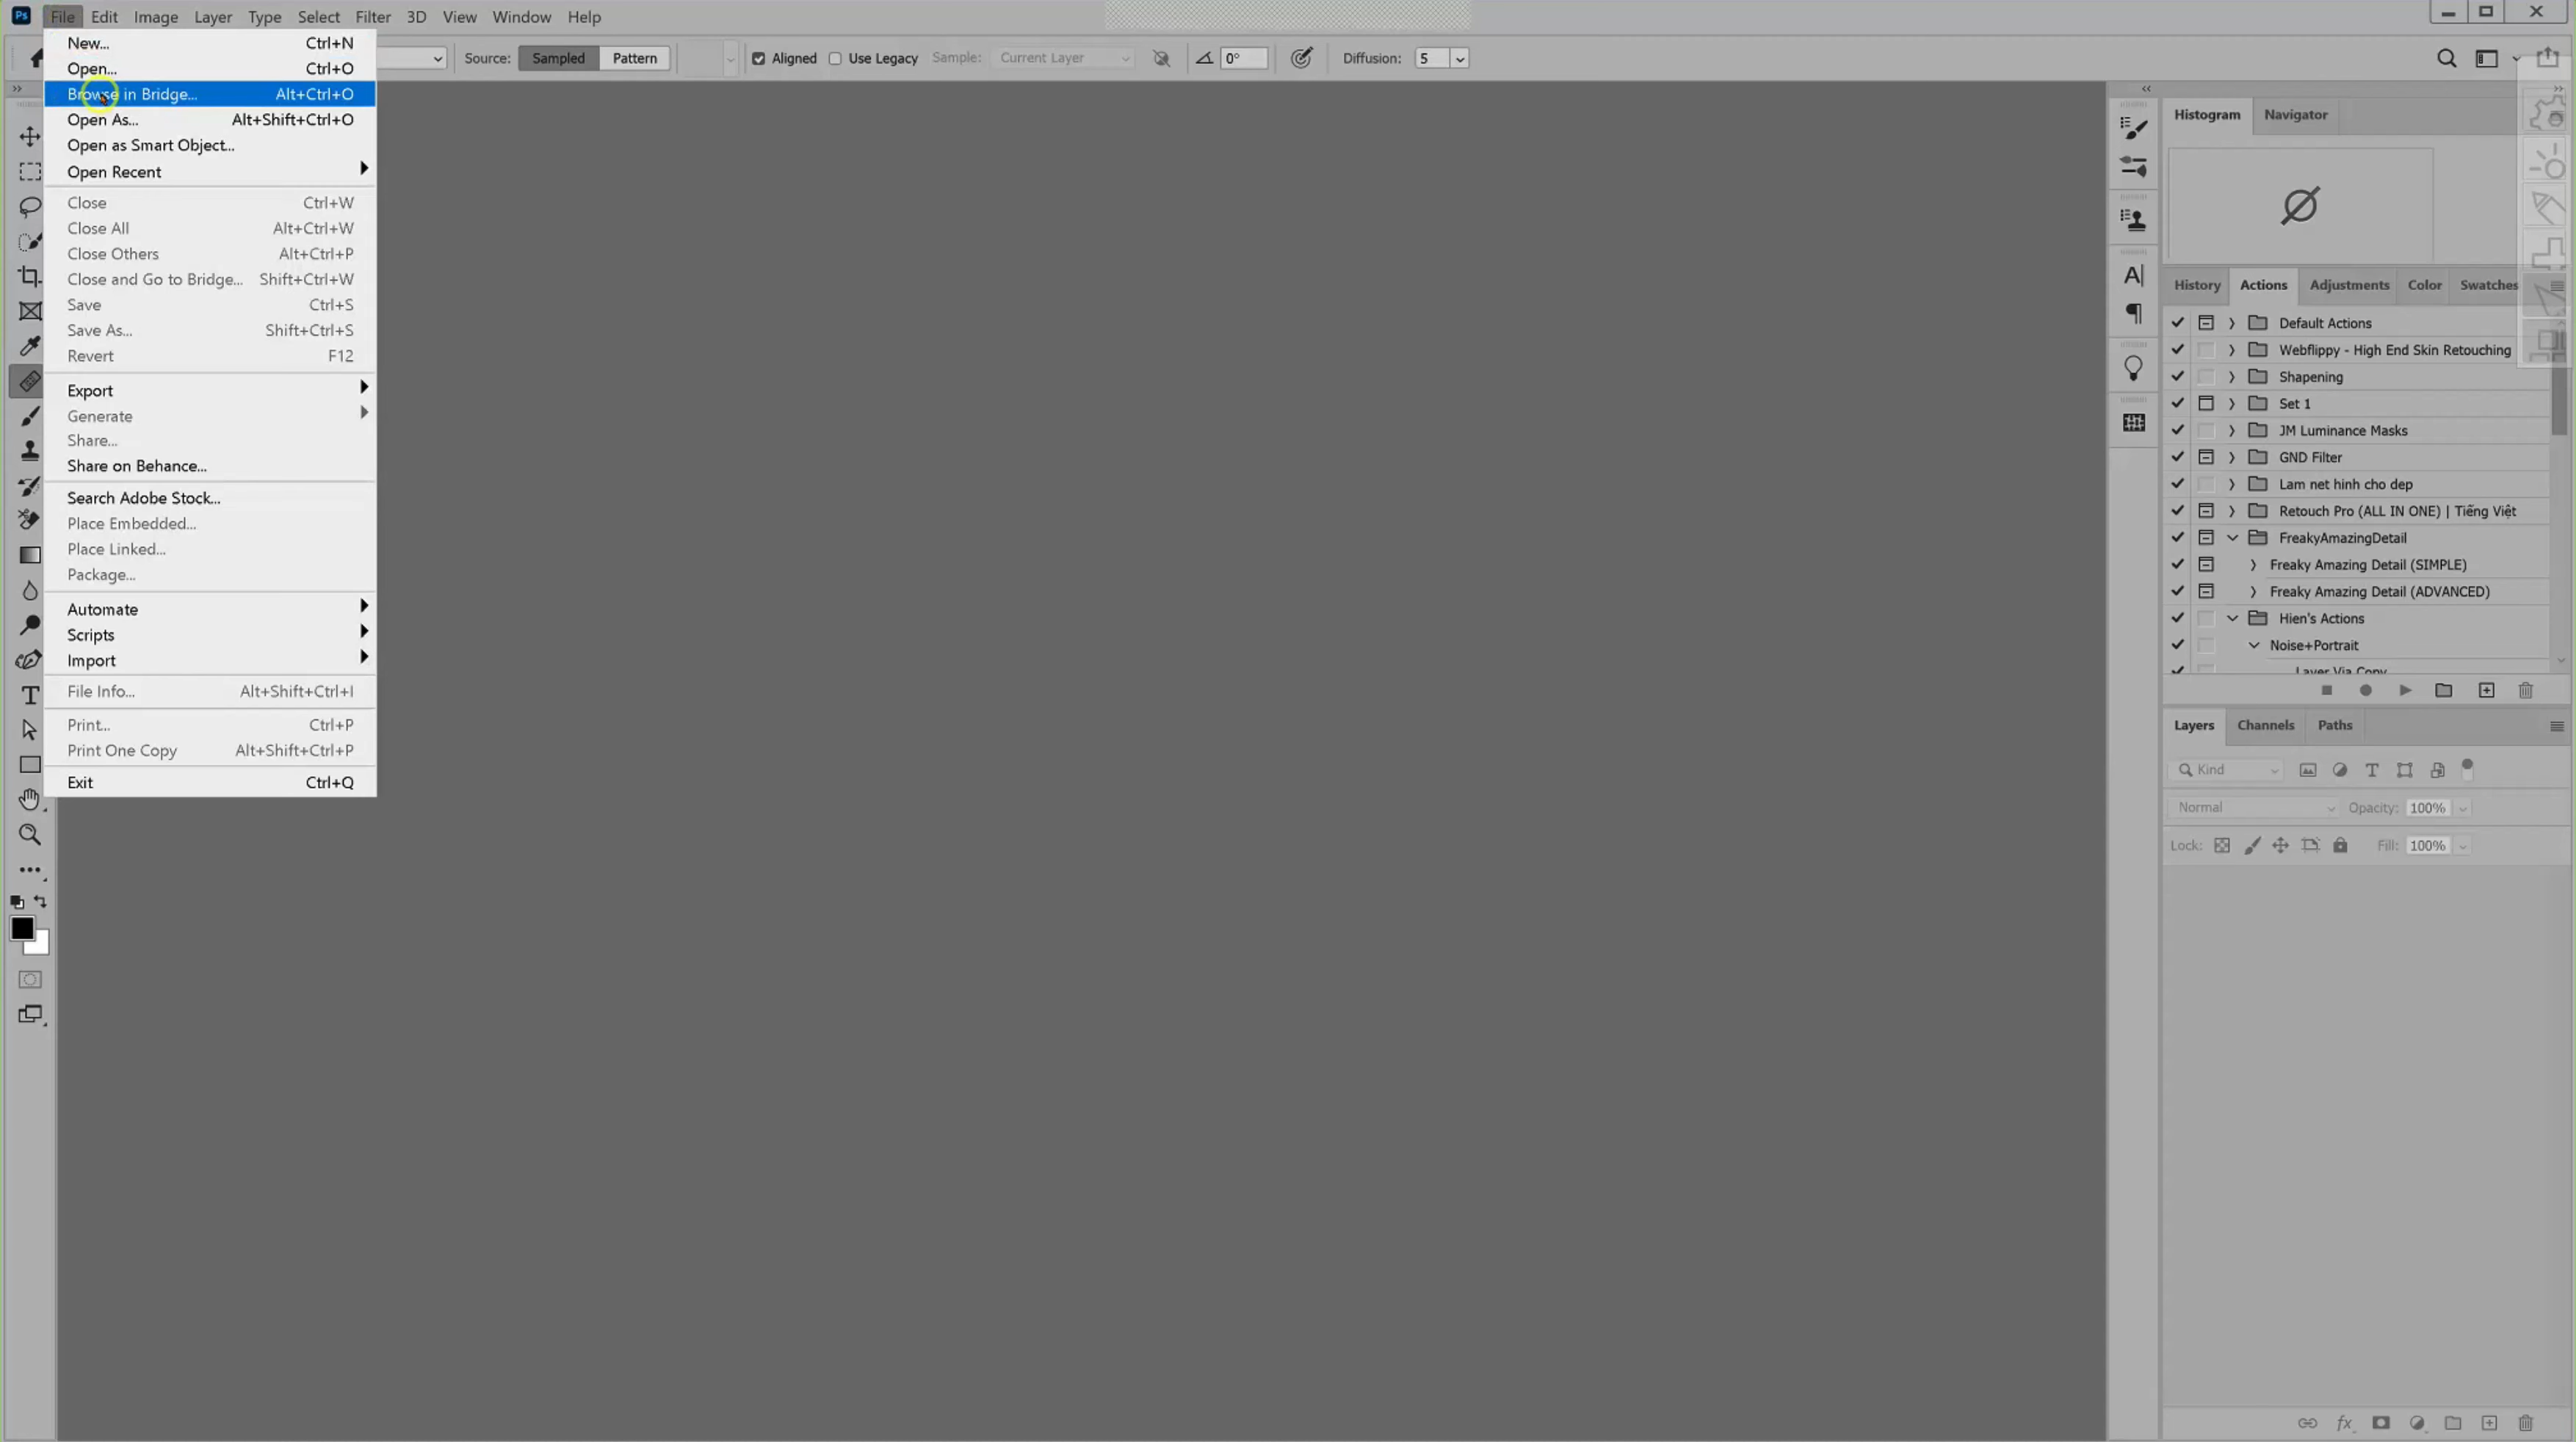 Ps File Edit Image Layer Type Select Filter 3D View Window Help
Source: Sampled Pattern Aligned Use Legacy Sample: Current Layer 0° Diffusion: 5
New... Ctrl+N
Open... Ctrl+O
Browse in Bridge... Alt+Ctrl+O
Open As... Alt+Shift+Ctrl+O
Open as Smart Object...
Open Recent
Close Ctrl+W
Close All Alt+Ctrl+W
Close Others Alt+Ctrl+P
Close and Go to Bridge... Shift+Ctrl+W
Save Ctrl+S
Save As... Shift+Ctrl+S
Revert F12
Export
Generate
Share...
Share on Behance...
Search Adobe Stock...
Place Embedded...
Place Linked...
Package...
Automate
Scripts
Import
File Info... Alt+Shift+Ctrl+I
Print... Ctrl+P
Print One Copy Alt+Shift+Ctrl+P
Exit Ctrl+Q
Histogram Navigator
History Actions Adjustments Color Swatches
Default Actions
Webflippy - High End Skin Retouching
Shapening
Set 1
JM Luminance Masks
GND Filter
Lam net hinh cho dep
Retouch Pro (ALL IN ONE) | Tiếng Việt
FreakyAmazingDetail
Freaky Amazing Detail (SIMPLE)
Freaky Amazing Detail (ADVANCED)
Hien's Actions
Noise+Portrait
Layer Via Copy
Layers Channels Paths
Kind
Normal Opacity: 100%
Lock: Fill: 100%